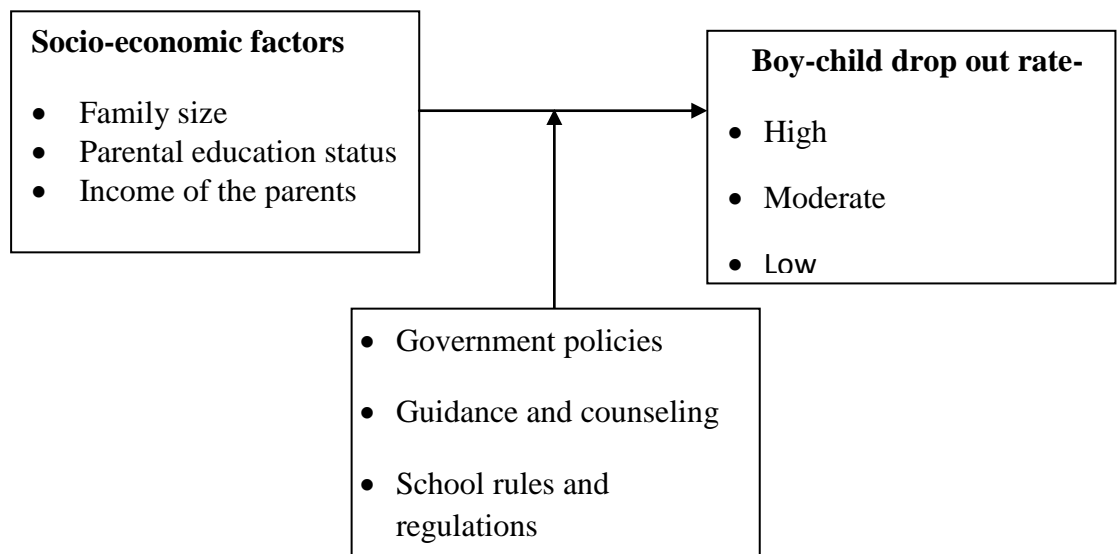 Socio-economic factors
• Family size
• Parental education status
• Income of the parents
Boy-child drop out rate-
• High
• Moderate
• Low
• Government policies
• Guidance and counseling
• School rules and
regulations